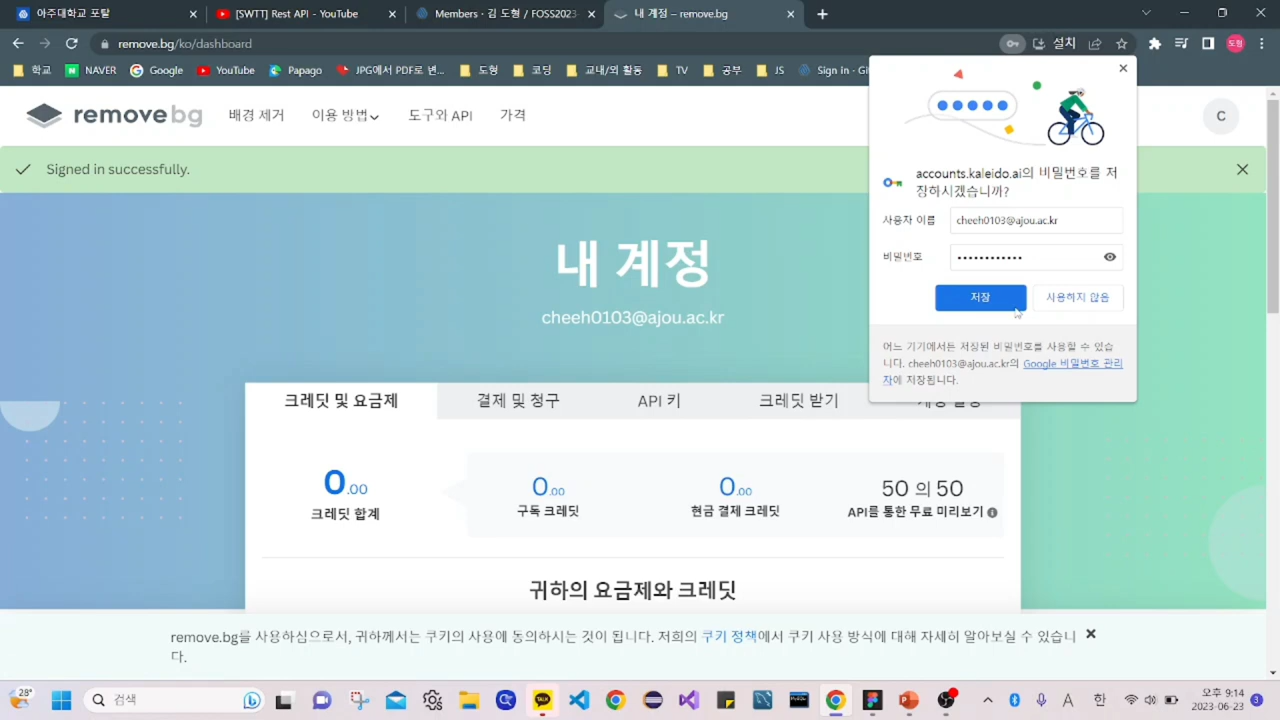 아주대학교 포탈
[SWTT] Rest API - YouTube
Members · 김 도형 / FOSS2023
내 계정 – remove.bg
remove.bg/ko/dashboard
설치
도형
학교
NAVER
Google
YouTube
Papago
JPG에서 PDF로 변...
도형
코딩
교내/외 활동
TV
공부
JS
Sign in · Gi
removebg
배경 제거
이용 방법
도구와 API
가격
C
Signed in successfully.
accounts.kaleido.ai의 비밀번호를 저
장하시겠습니까?
사용자 이름
cheeh0103@ajou.ac.kr
비밀번호
저장
사용하지 않음
어느 기기에서든 저장된 비밀번호를 사용할 수 있습
니다. cheeh0103@ajou.ac.kr의 Google 비밀번호 관리
자에 저장됩니다.
내 계정
cheeh0103@ajou.ac.kr
크레딧 및 요금제
결제 및 청구
API 키
크레딧 받기
0.00
크레딧 합계
0.00
구독 크레딧
0.00
현금 결제 크레딧
50 의 50
API를 통한 무료 미리보기
귀하의 요금제와 크레딧
remove.bg를 사용하심으로서, 귀하께서는 쿠키의 사용에 동의하시는 것이 됩니다. 저희의 쿠키 정책에서 쿠키 사용 방식에 대해 자세히 알아보실 수 있습니
다.
28°
검색
TALK
A
한
오후 9:14
2023-06-23
3